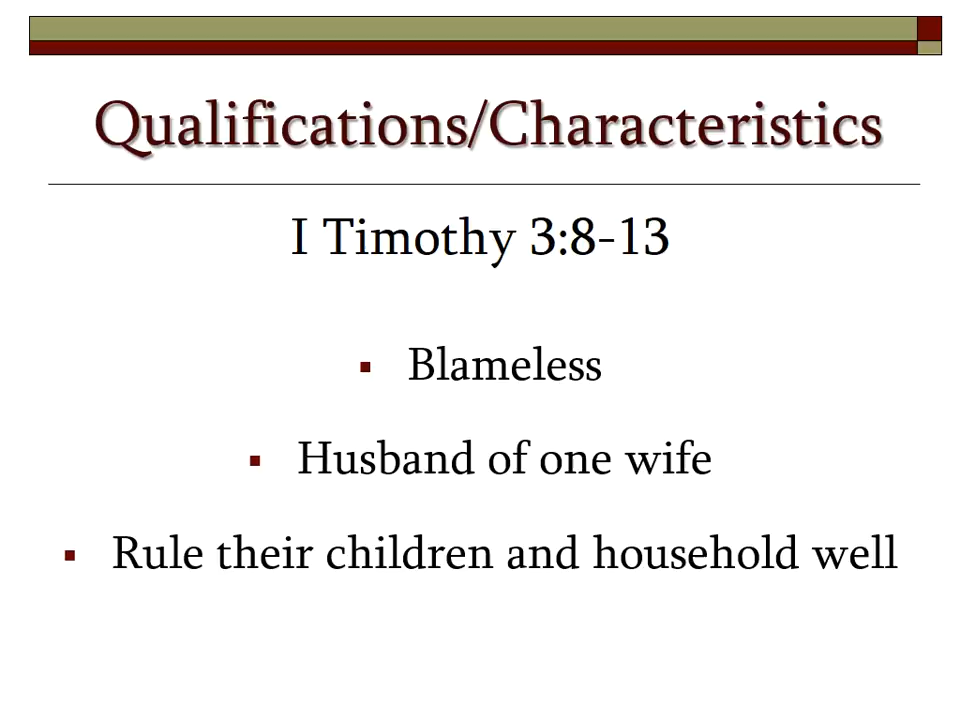 Qualifications/Characteristics
I Timothy 3:8-13
▪ Blameless
▪ Husband of one wife
▪ Rule their children and household well